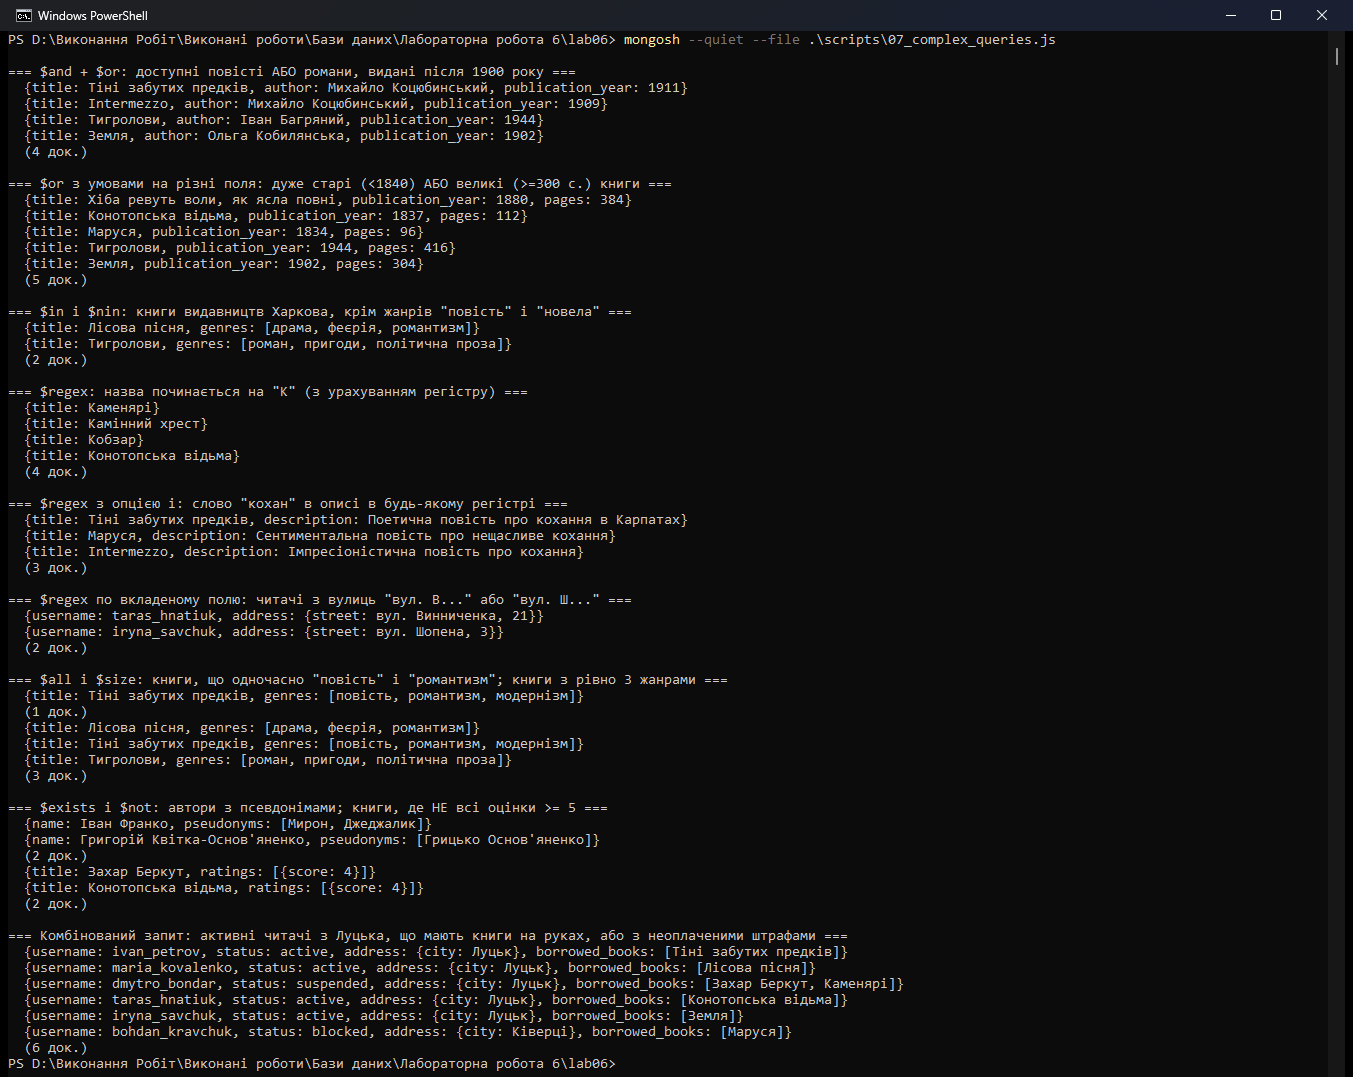 Windows PowerShell
PS D:\Виконання Робіт\Виконані роботи\Бази даних\Лабораторна робота 6\lab06> mongosh --quiet --file .\scripts\07_complex_queries.js
=== $and + $or: доступні повісті АБО романи, видані після 1900 року ===
{title: Тіні забутих предків, author: Михайло Коцюбинський, publication_year: 1911}
{title: Intermezzo, author: Михайло Коцюбинський, publication_year: 1909}
{title: Тигролови, author: Іван Багряний, publication_year: 1944}
{title: Земля, author: Ольга Кобилянська, publication_year: 1902}
(4 док.)
=== $or з умовами на різні поля: дуже старі (<1840) АБО великі (>=300 с.) книги ===
{title: Хіба ревуть воли, як ясла повні, publication_year: 1880, pages: 384}
{title: Конотопська відьма, publication_year: 1837, pages: 112}
{title: Маруся, publication_year: 1834, pages: 96}
{title: Тигролови, publication_year: 1944, pages: 416}
{title: Земля, publication_year: 1902, pages: 304}
(5 док.)
=== $in і $nin: книги видавництв Харкова, крім жанрів "повість" і "новела" ===
{title: Лісова пісня, genres: [драма, феєрія, романтизм]}
{title: Тигролови, genres: [роман, пригоди, політична проза]}
(2 док.)
=== $regex: назва починається на "К" (з урахуванням регістру) ===
{title: Каменярі}
{title: Камінний хрест}
{title: Кобзар}
{title: Конотопська відьма}
(4 док.)
=== $regex з опцією i: слово "кохан" в описі в будь-якому регістрі ===
{title: Тіні забутих предків, description: Поетична повість про кохання в Карпатах}
{title: Маруся, description: Сентиментальна повість про нещасливе кохання}
{title: Intermezzo, description: Імпресіоністична повість про кохання}
(3 док.)
=== $regex по вкладеному полю: читачі з вулиць "вул. В..." або "вул. Ш..." ===
{username: taras_hnatiuk, address: {street: вул. Винниченка, 21}}
{username: iryna_savchuk, address: {street: вул. Шопена, 3}}
(2 док.)
=== $all і $size: книги, що одночасно "повість" і "романтизм"; книги з рівно 3 жанрами ===
{title: Тіні забутих предків, genres: [повість, романтизм, модернізм]}
(1 док.)
{title: Лісова пісня, genres: [драма, феєрія, романтизм]}
{title: Тіні забутих предків, genres: [повість, романтизм, модернізм]}
{title: Тигролови, genres: [роман, пригоди, політична проза]}
(3 док.)
=== $exists і $not: автори з псевдонімами; книги, де НЕ всі оцінки >= 5 ===
{name: Іван Франко, pseudonyms: [Мирон, Джеджалик]}
{name: Григорій Квітка-Основ'яненко, pseudonyms: [Грицько Основ'яненко]}
(2 док.)
{title: Захар Беркут, ratings: [{score: 4}]}
{title: Конотопська відьма, ratings: [{score: 4}]}
(2 док.)
=== Комбінований запит: активні читачі з Луцька, що мають книги на руках, або з неоплаченими штрафами ===
{username: ivan_petrov, status: active, address: {city: Луцьк}, borrowed_books: [Тіні забутих предків]}
{username: maria_kovalenko, status: active, address: {city: Луцьк}, borrowed_books: [Лісова пісня]}
{username: dmytro_bondar, status: suspended, address: {city: Луцьк}, borrowed_books: [Захар Беркут, Каменярі]}
{username: taras_hnatiuk, status: active, address: {city: Луцьк}, borrowed_books: [Конотопська відьма]}
{username: iryna_savchuk, status: active, address: {city: Луцьк}, borrowed_books: [Земля]}
{username: bohdan_kravchuk, status: blocked, address: {city: Ківерці}, borrowed_books: [Маруся]}
(6 док.)
PS D:\Виконання Робіт\Виконані роботи\Бази даних\Лабораторна робота 6\lab06>